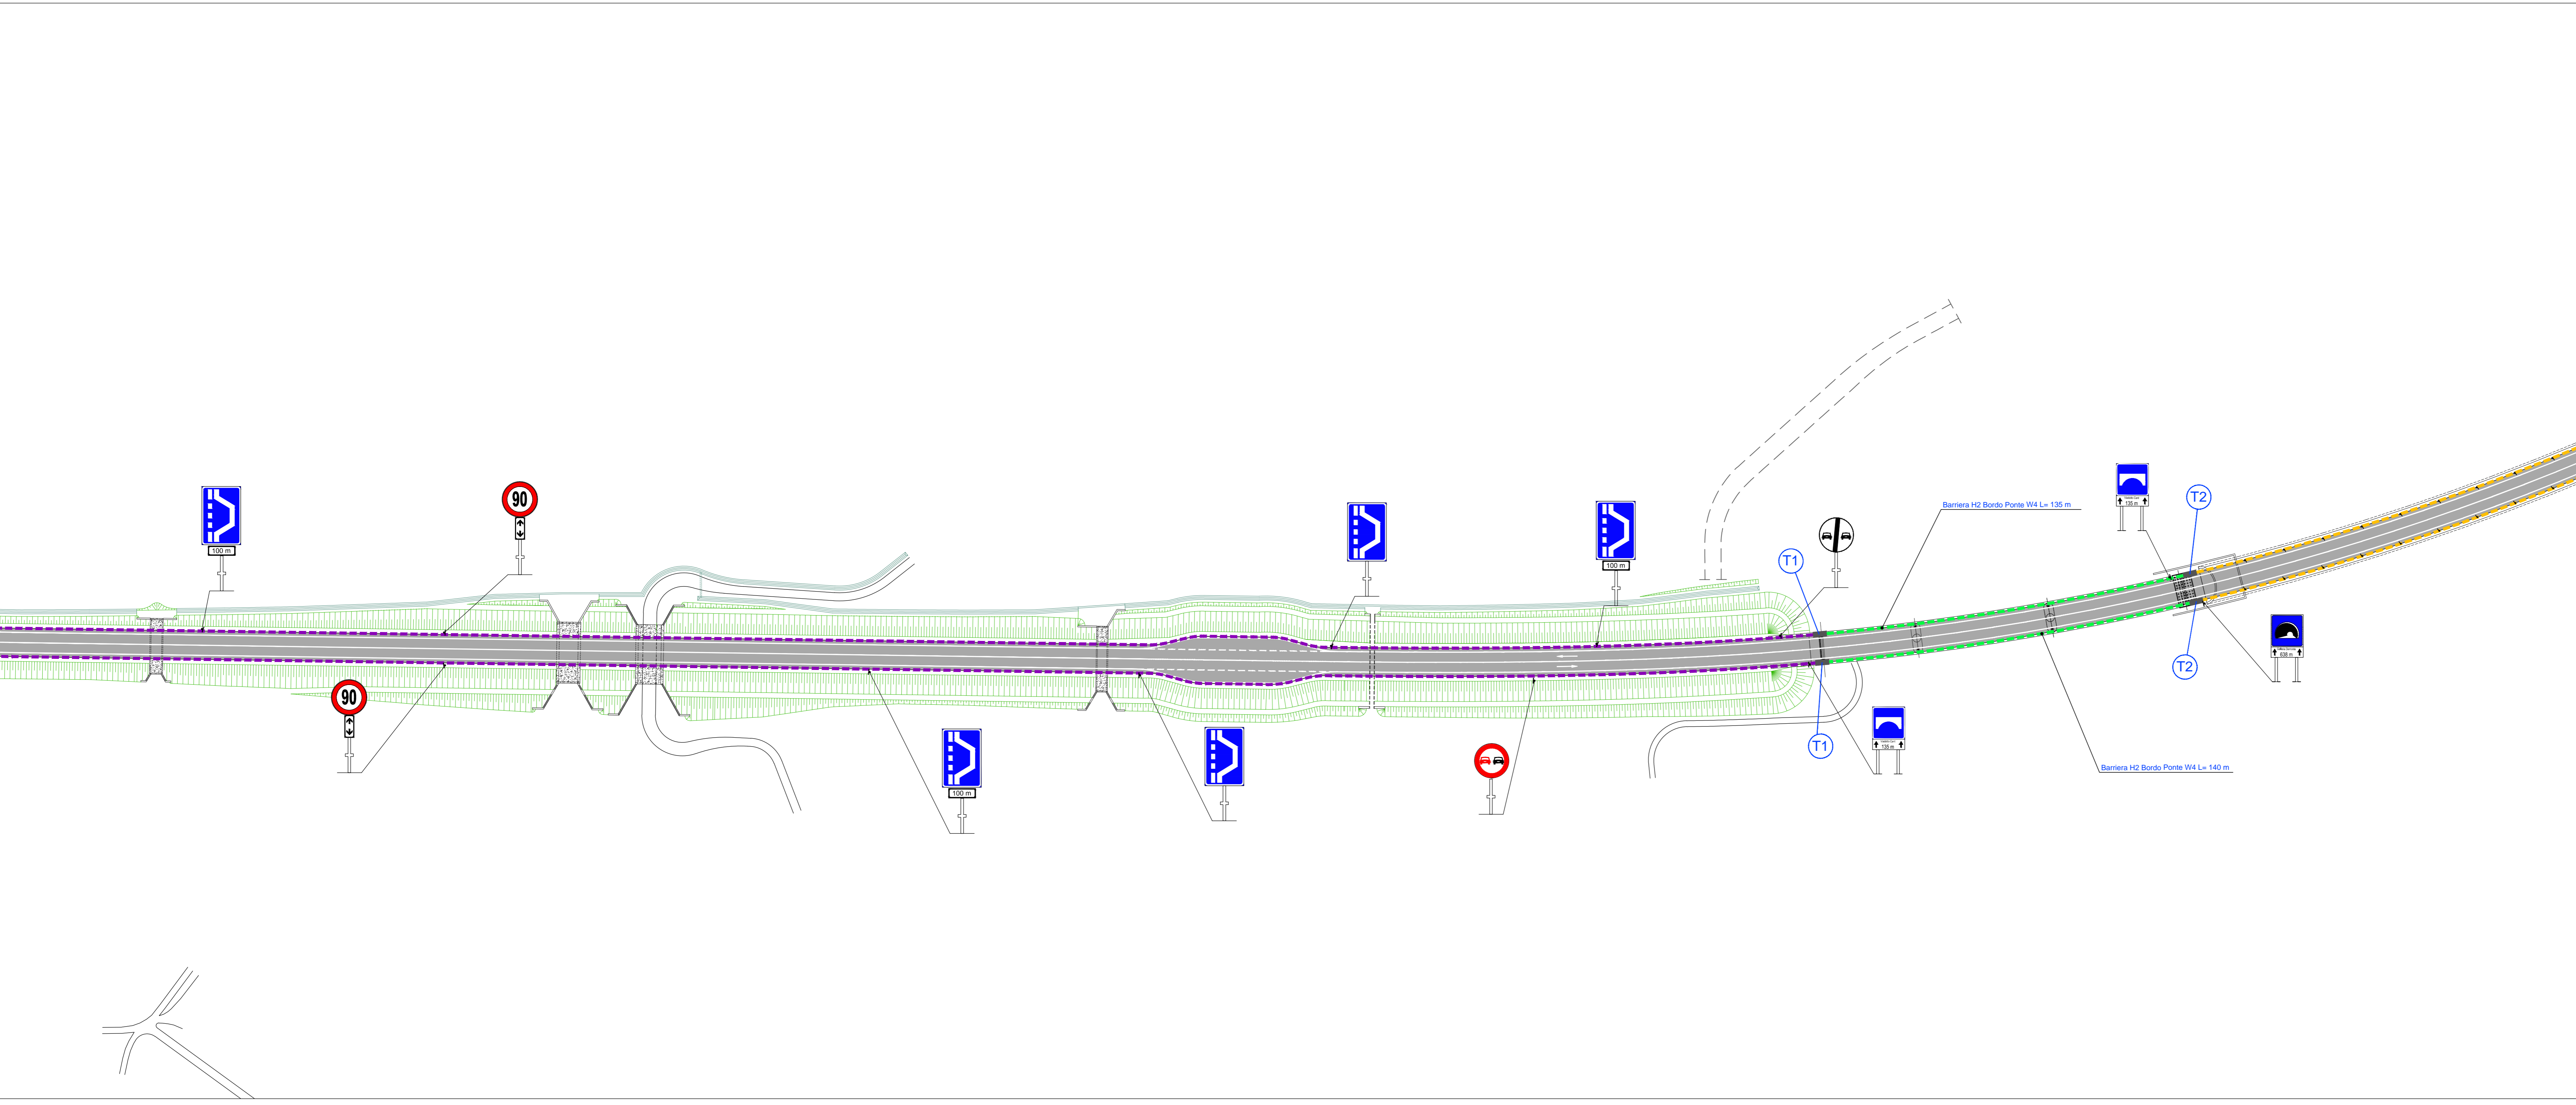 100 m
90
100 m
Barriera H2 Bordo Ponte W4 L= 135 m
135 m
T2
T1
638 m
T2
90
100 m
T1
135 m
Barriera H2 Bordo Ponte W4 L= 140 m